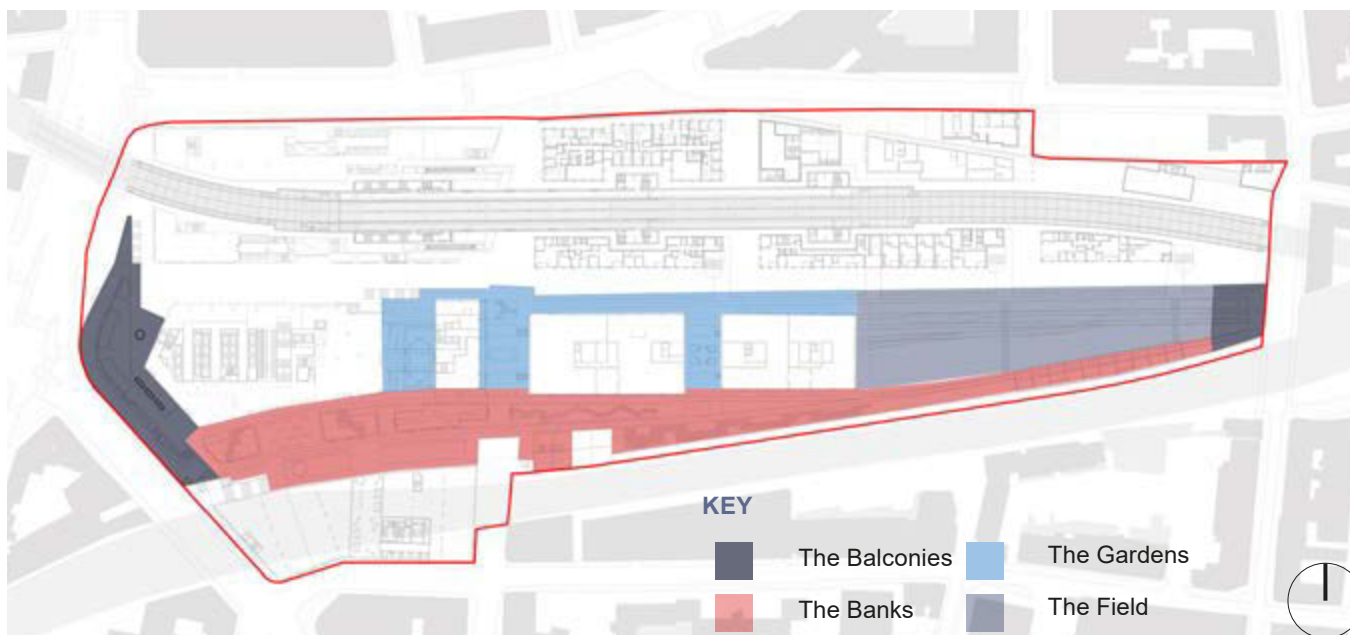 KEY
The Balconies
The Gardens
The Banks
The Field